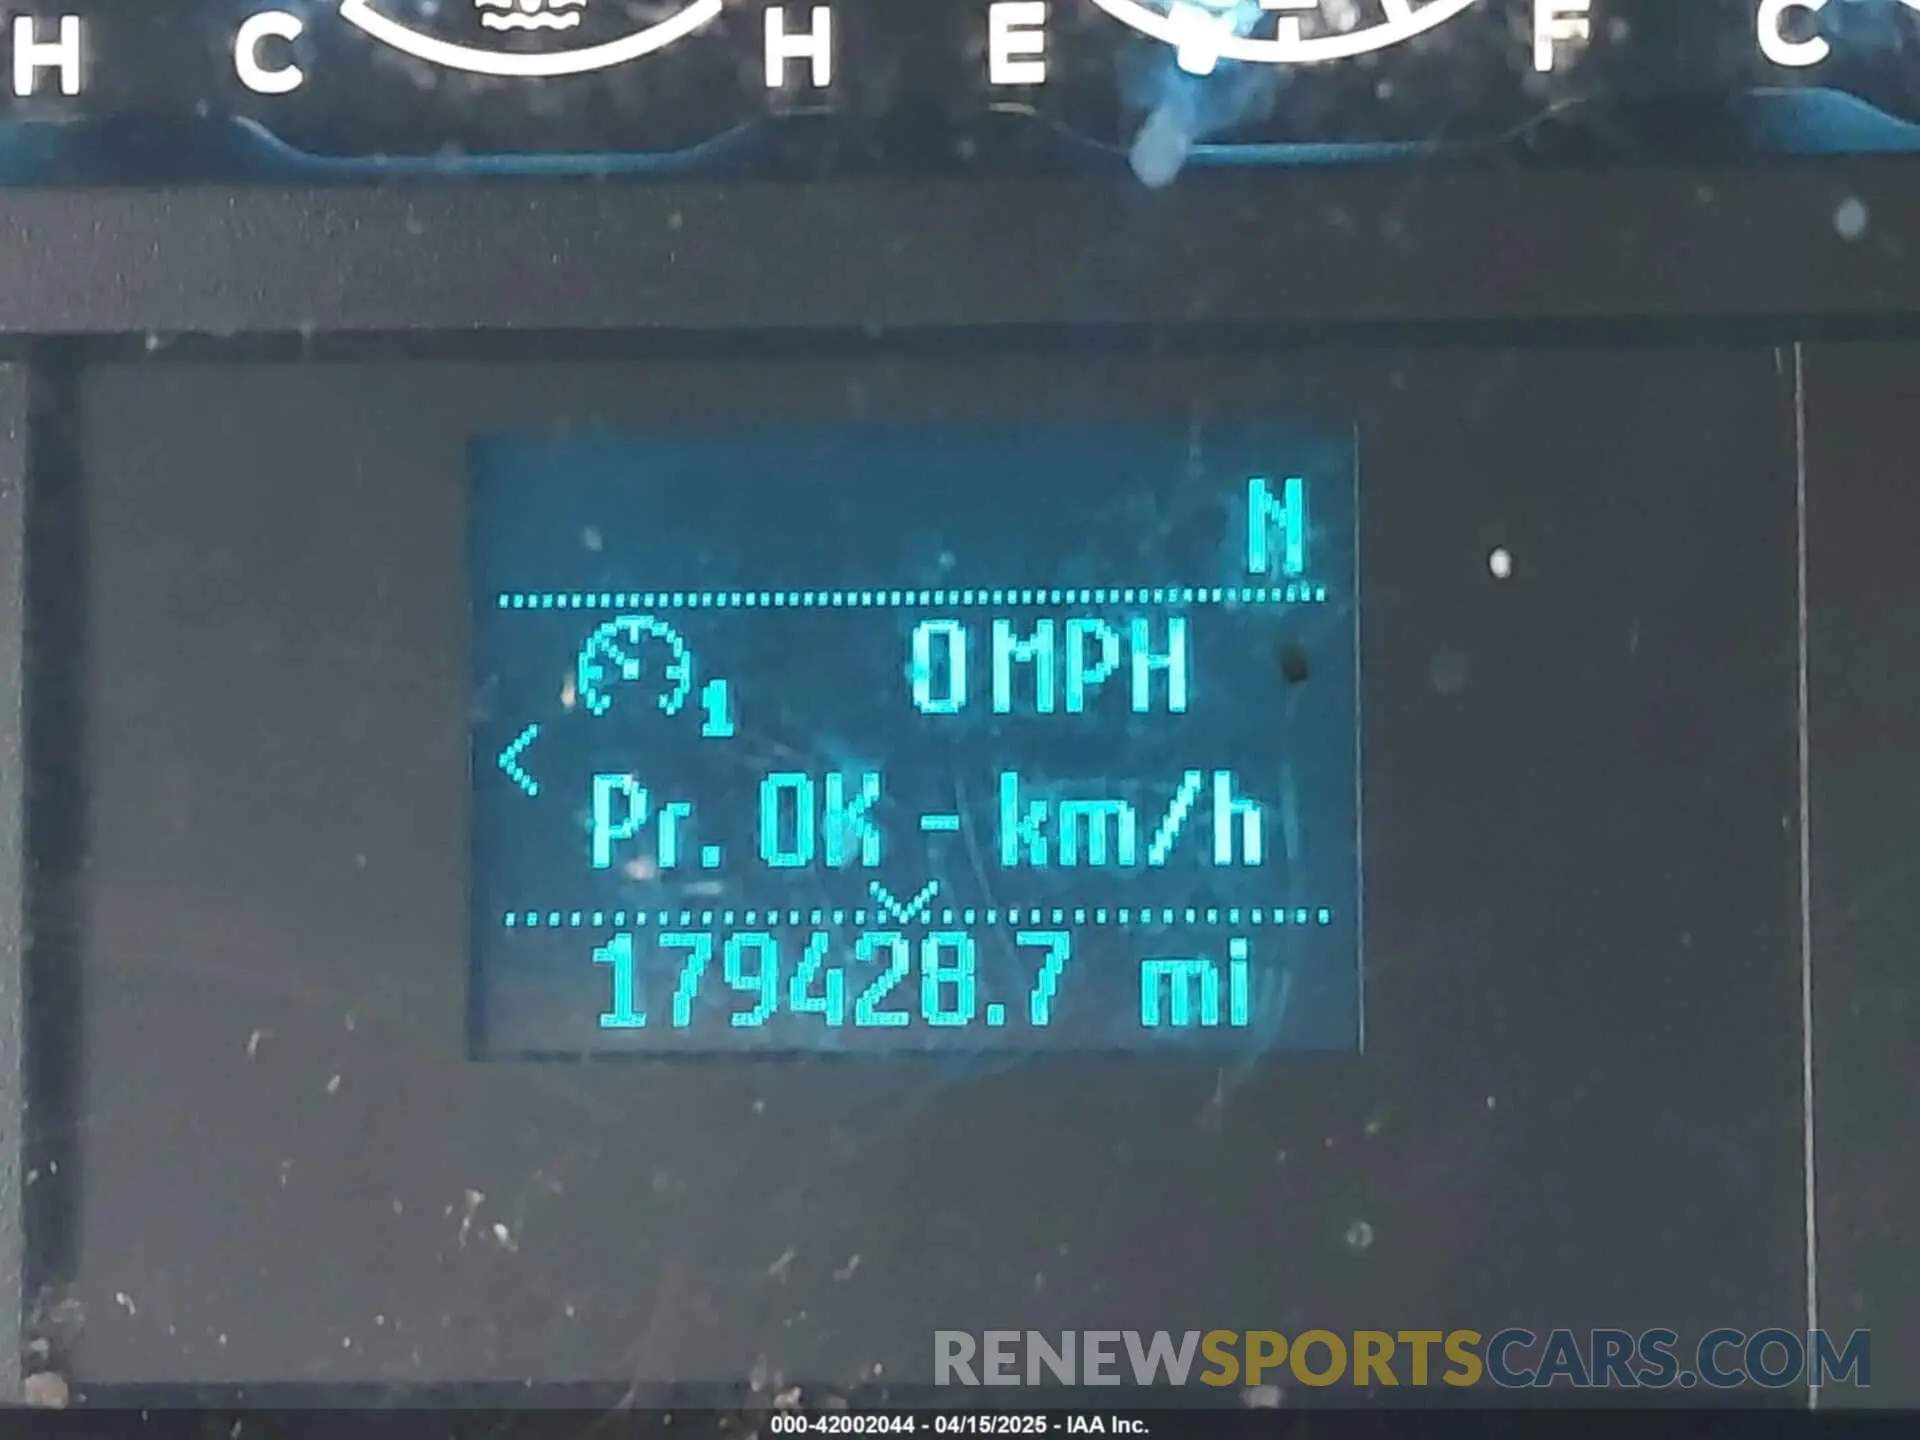 H C H E F C
N
1 0 MPH
< Pr. OK - km/h
179428.7 mi
RENEWSPORTSCARS.COM
000-42002044 - 04/15/2025 - IAA Inc.